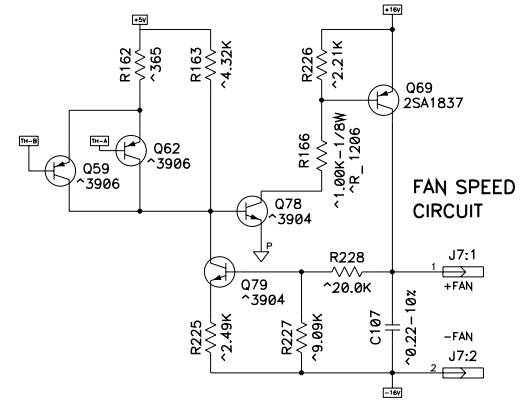 +5V
+16V
R162
^365
R163
^4.32K
R226
^2.21K
Q69
2SA1837
TH-B
TH-A
Q62
^3906
Q59
^3906
R166
^1.00K-1/8W
^R_1206
Q78
^3904
P
FAN SPEED
CIRCUIT
R228
^20.0K
J7:1
1
+FAN
Q79
^3904
R225
^2.49K
R227
^9.09K
C107
^0.22-10%
-FAN
J7:2
2
-16V